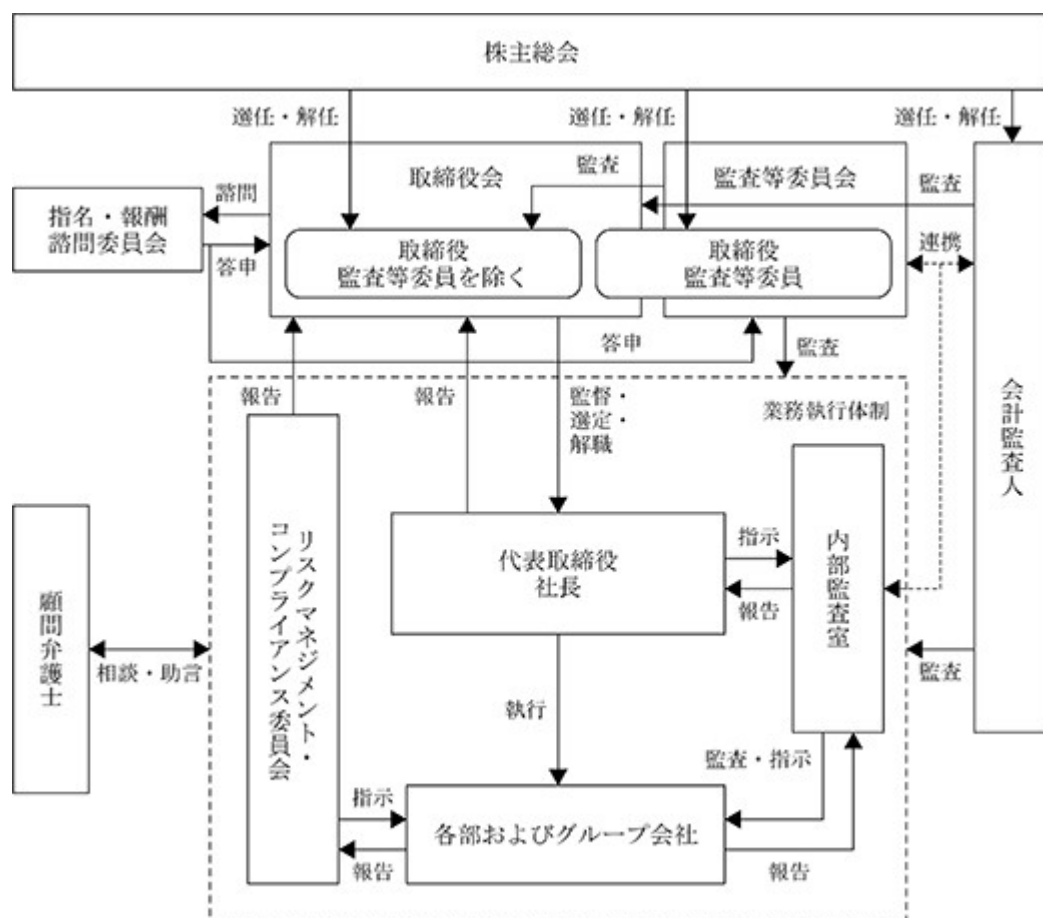 株主総会
選任・解任
選任・解任
選任・解任
取締役会
監査
監査等委員会
監査
諮問
指名・報酬
諮問委員会
答申
取締役
監査等委員を除く
取締役
監査等委員
連携
答申
監査
報告
報告
監督・
選定・
解職
業務執行体制
会計監査人
リスクマネジメント・
コンプライアンス委員会
代表取締役
社長
指示
報告
内部監査室
顧問弁護士
相談・助言
監査
執行
監査・指示
指示
各部およびグループ会社
報告
報告